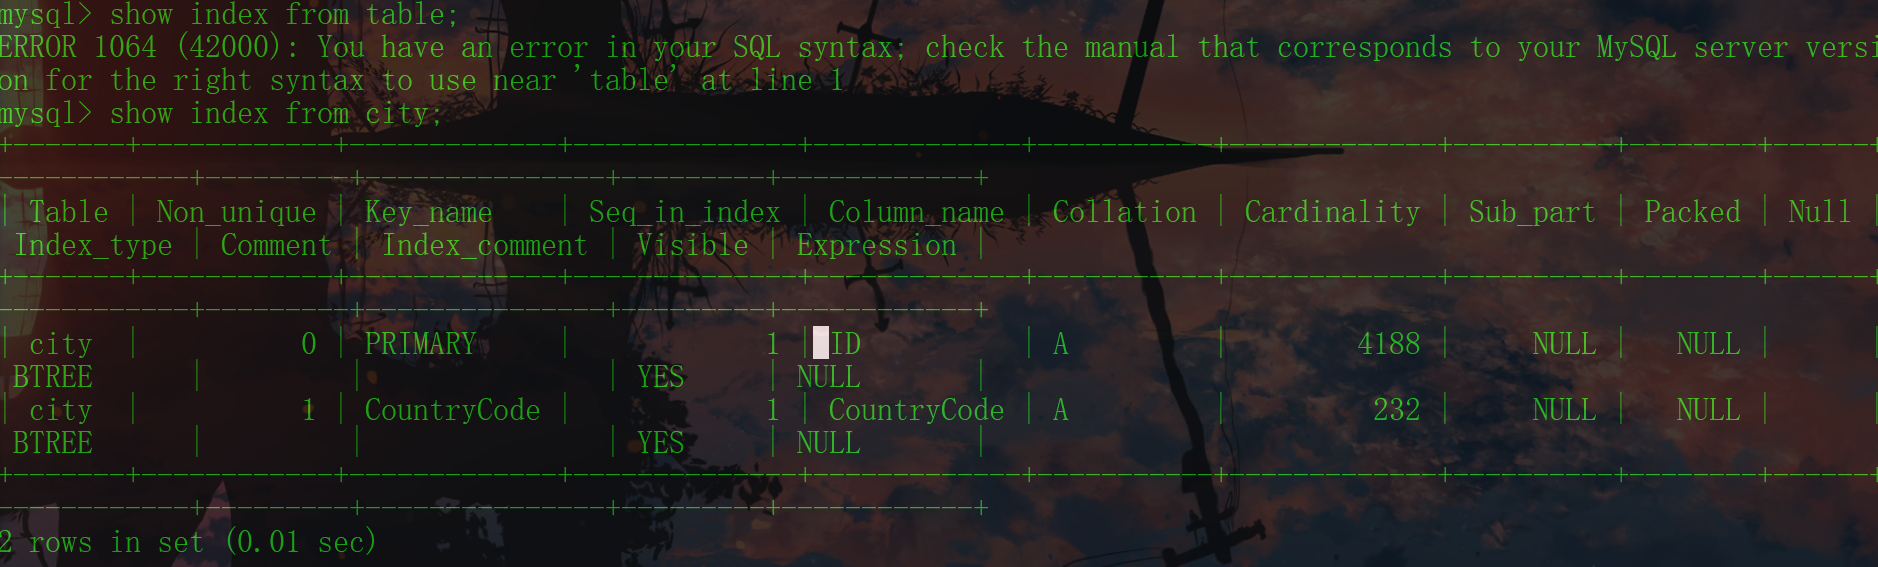 mysql> show index from table;
ERROR 1064 (42000): You have an error in your SQL syntax; check the manual that corresponds to your MySQL server versi
on for the right syntax to use near 'table' at line 1
mysql> show index from city;
+-------+------------+-------------+--------------+-------------+-----------+-------------+----------+--------+------+
------------+---------+---------------+---------+------------+
| Table | Non_unique | Key_name    | Seq_in_index | Column_name | Collation | Cardinality | Sub_part | Packed | Null |
 Index_type | Comment | Index_comment | Visible | Expression |
+-------+------------+-------------+--------------+-------------+-----------+-------------+----------+--------+------+
------------+---------+---------------+---------+------------+
| city  |          0 | PRIMARY     |            1 | ID          | A         |        4188 |     NULL |   NULL |      |
 BTREE      |         |               | YES     | NULL       |
| city  |          1 | CountryCode |            1 | CountryCode | A         |         232 |     NULL |   NULL |      |
 BTREE      |         |               | YES     | NULL       |
+-------+------------+-------------+--------------+-------------+-----------+-------------+----------+--------+------+
------------+---------+---------------+---------+------------+
2 rows in set (0.01 sec)